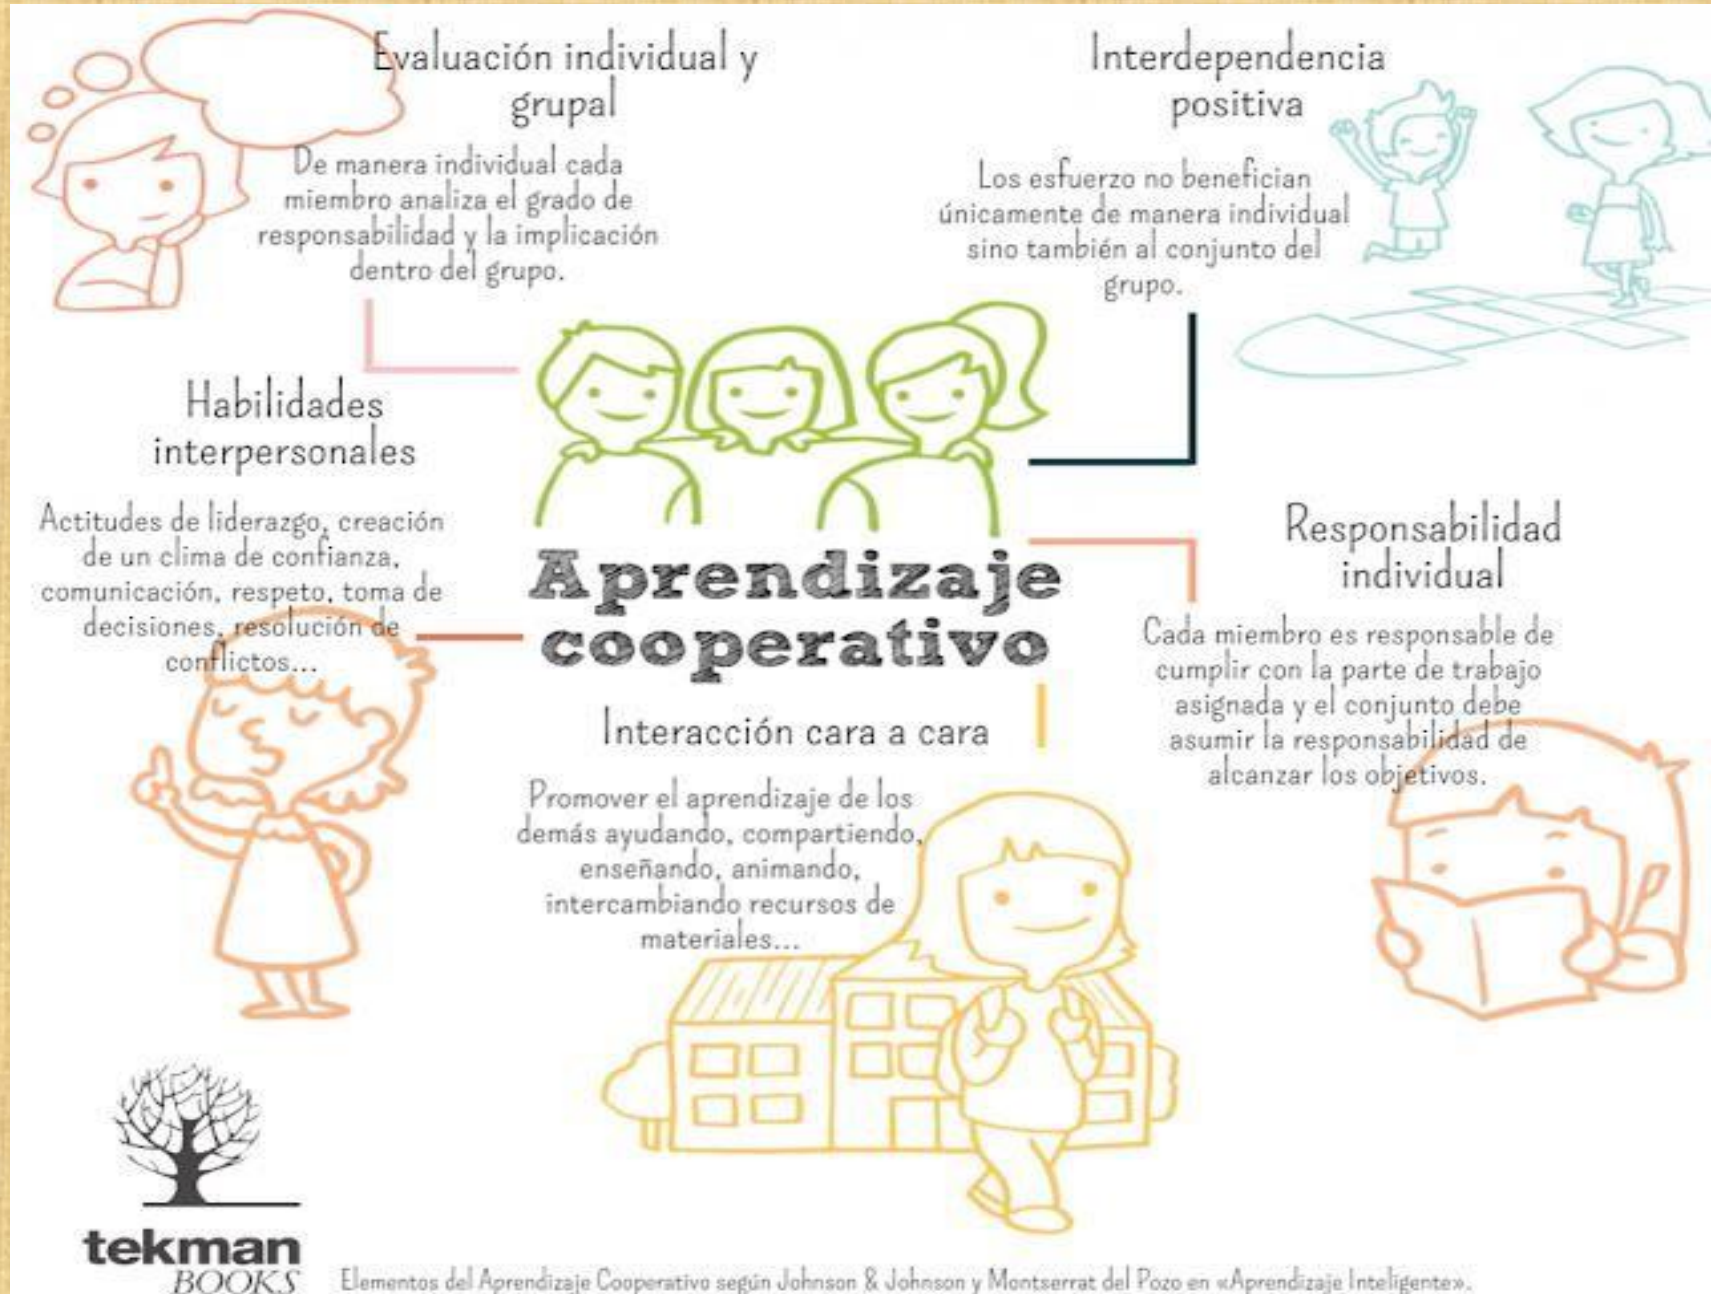 Evaluación individual y
grupal
De manera individual cada
miembro analiza el grado de
responsabilidad y la implicación
dentro del grupo.
Interdependencia
positiva
Los esfuerzo no benefician
únicamente de manera individual
sino también al conjunto del
grupo.
Habilidades
interpersonales
Actitudes de liderazgo, creación
de un clima de confianza,
comunicación, respeto, toma de
decisiones, resolución de
conflictos...
Aprendizaje
cooperativo
Responsabilidad
individual
Cada miembro es responsable de
cumplir con la parte de trabajo
asignada y el conjunto debe
asumir la responsabilidad de
alcanzar los objetivos.
Interacción cara a cara
Promover el aprendizaje de los
demás ayudando, compartiendo,
enseñando, animando,
intercambiando recursos de
materiales...
tekman
BOOKS
Elementos del Aprendizaje Cooperativo según Johnson & Johnson y Montserrat del Pozo en «Aprendizaje Inteligente».